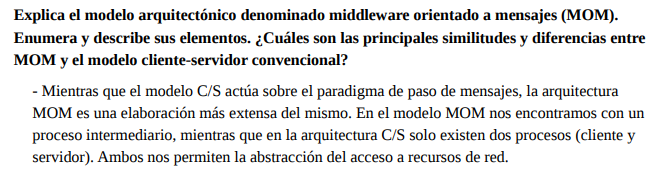 Explica el modelo arquitectónico denominado middleware orientado a mensajes (MOM).
Enumera y describe sus elementos. ¿Cuáles son las principales similitudes y diferencias entre
MOM y el modelo cliente-servidor convencional?
- Mientras que el modelo C/S actúa sobre el paradigma de paso de mensajes, la arquitectura
MOM es una elaboración más extensa del mismo. En el modelo MOM nos encontramos con un
proceso intermediario, mientras que en la arquitectura C/S solo existen dos procesos (cliente y
servidor). Ambos nos permiten la abstracción del acceso a recursos de red.